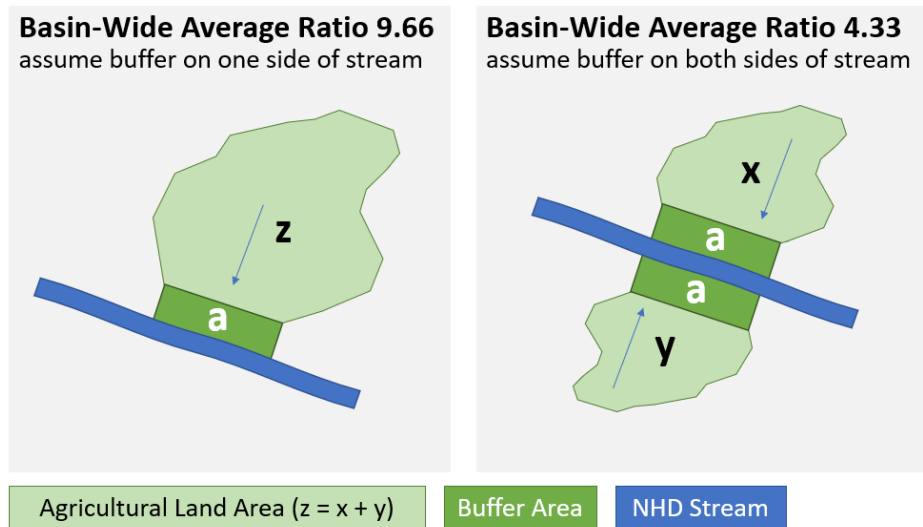 Basin-Wide Average Ratio 9.66
assume buffer on one side of stream
z
a
Basin-Wide Average Ratio 4.33
assume buffer on both sides of stream
x
a
a
y
Agricultural Land Area (z = x + y)
Buffer Area
NHD Stream